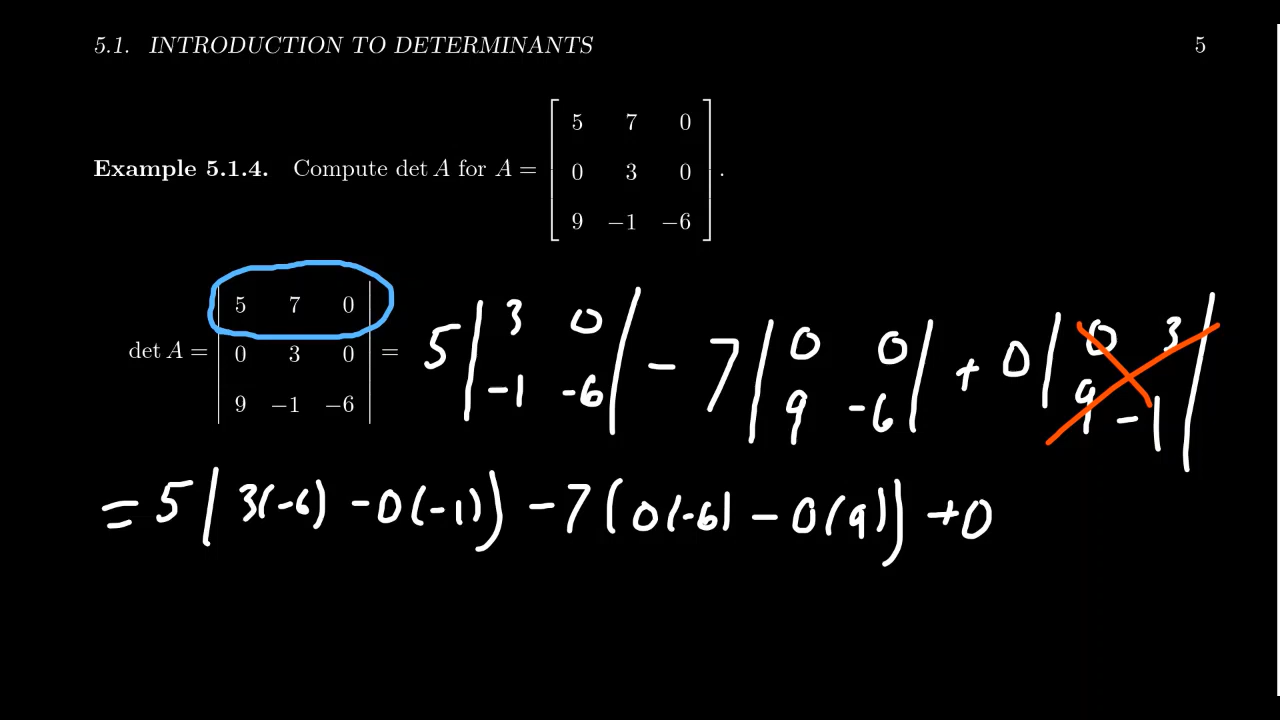 5.1. INTRODUCTION TO DETERMINANTS 5
5 7 0
Example 5.1.4. Compute det A for A = 0 3 0 .
9 −1 −6
5 7 0
det A = 0 3 0 =
9 −1 −6
5 | 3 0 | − 7 | 0 0 | + 0 | 0 3 |
| -1 -6 | | 9 -6 | | 9 -1 |
= 5 ( 3(-6) - 0(-1) ) - 7 ( 0(-6) - 0(9) ) + 0